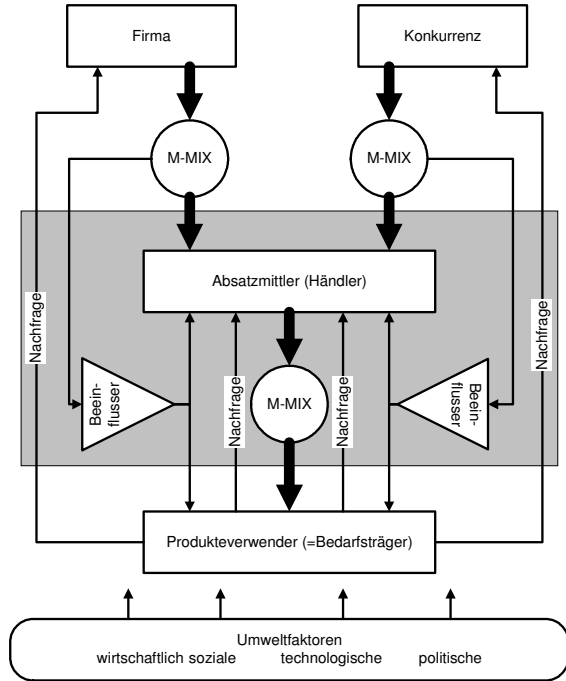 Firma
Konkurrenz
M-MIX
M-MIX
Absatzmittler (Händler)
Nachfrage
Beein-
flusser
Nachfrage
M-MIX
Nachfrage
Beein-
flusser
Nachfrage
Produkteverwender (=Bedarfsträger)
Umweltfaktoren
wirtschaftlich soziale technologische politische